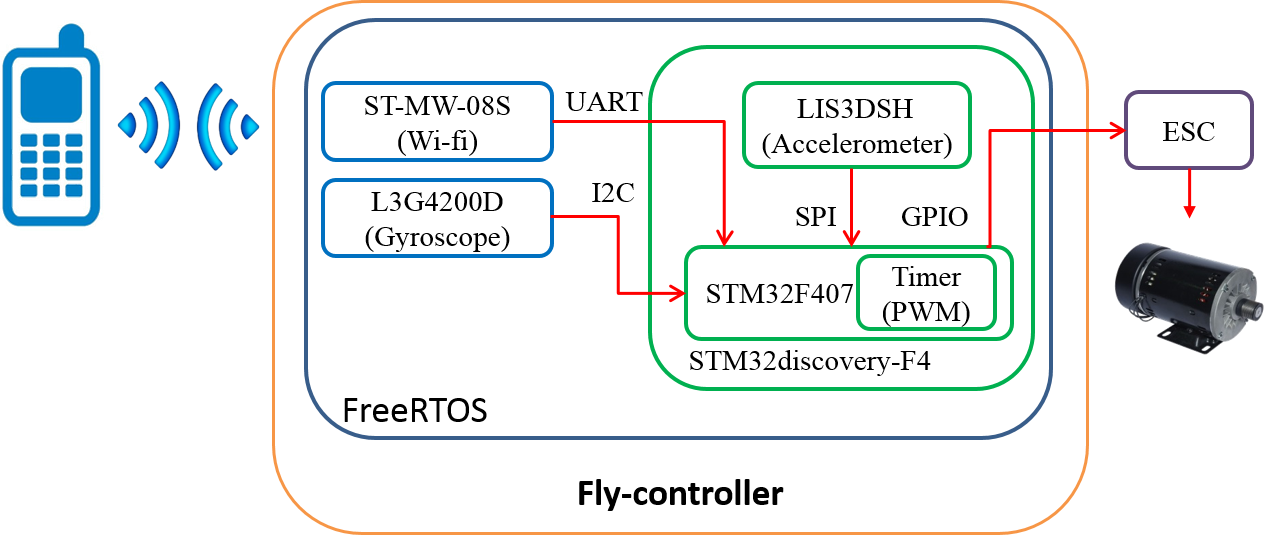 ST-MW-08S
(Wi-fi)
UART
LIS3DSH
(Accelerometer)
ESC
L3G4200D
(Gyroscope)
I2C
SPI
GPIO
STM32F407
Timer
(PWM)
STM32discovery-F4
FreeRTOS
Fly-controller